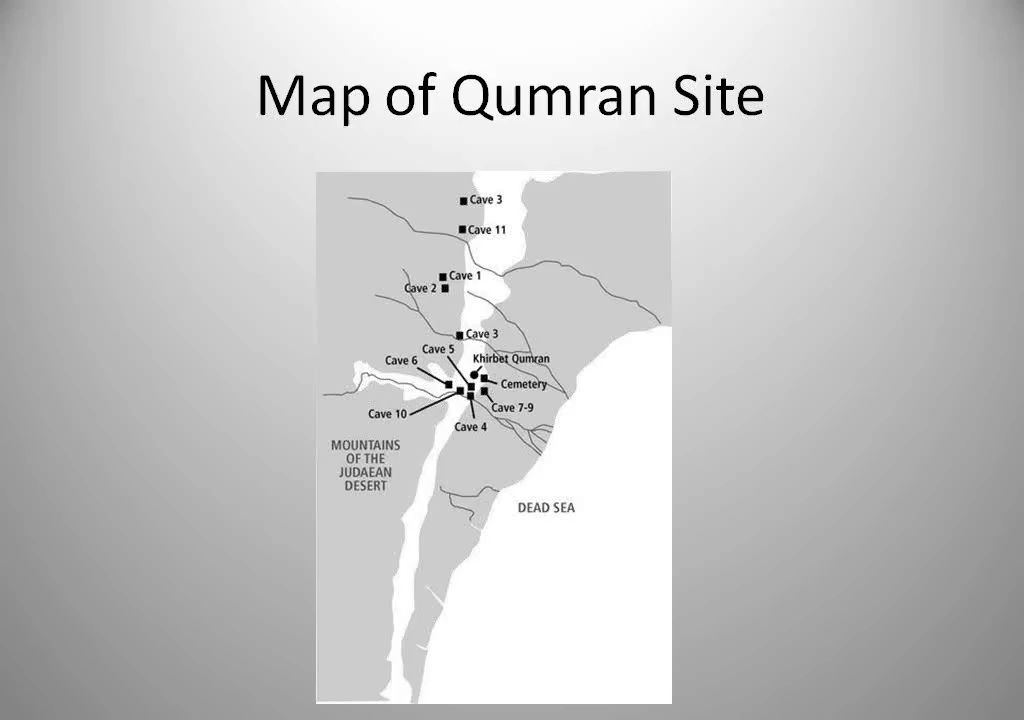 Map of Qumran Site
Cave 3
Cave 11
Cave 1
Cave 2
Cave 3
Cave 5
Cave 6
Khirbet Qumran
Cemetery
Cave 7-9
Cave 10
Cave 4
MOUNTAINS
OF THE
JUDAEAN
DESERT
DEAD SEA